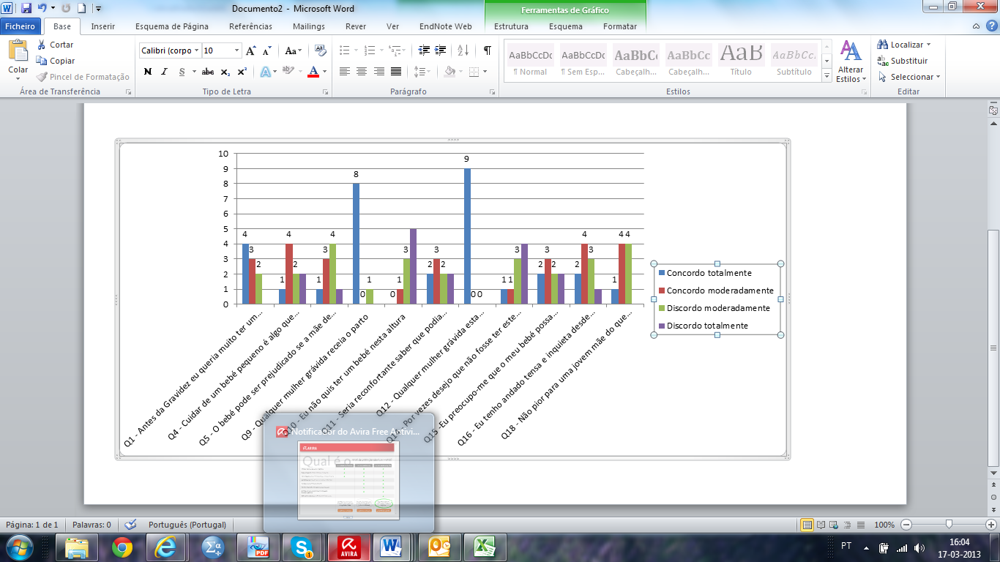 Documento2 - Microsoft Word
Ferramentas de Gráfico
Ficheiro Base Inserir Esquema de Página Referências Mailings Rever Ver EndNote Web Estrutura Esquema Formatar
Colar
Cortar
Copiar
Pincel de Formatação
Área de Transferência
Calibri (corpo 10
N I S abc x₂ x² Aa
Tipo de Letra
Parágrafo
AaBbCcDc AaBbCcDc AaBbCc AaBbCc AaB AaBbCc.
¶ Normal ¶ Sem Esp... Cabeçalh... Cabeçalh... Título Subtítulo
Alterar
Estilos
Estilos
Localizar
Substituir
Seleccionar
Editar
10
9
8
7
6
5
4
3
2
1
0
4 3 2
1 4 2
1 3 4
8 0 1
0 1 3
2 3 2
9 0 0
1 1 3
2 3 2
2 4 3
1 4 4
Q1 - Antes da Gravidez eu queria muito ter um...
Q4 - Cuidar de um bebé pequeno é algo que...
Q5 - O bebé pode ser prejudicado se a mãe de...
Q9 - Qualquer mulher grávida receia o parto
Q10 - Eu não quis ter um bebé nesta altura
Q11 - Seria reconfortante saber que podia...
Q12 - Qualquer mulher grávida esta...
- Por vezes desejo que não fosse ter este...
Q15 -Eu preocupo-me que o meu bebé possa...
Q16 - Eu tenho andado tensa e inquieta desde...
Q18 - Não pior para uma jovem mãe do que...
Concordo totalmente
Concordo moderadamente
Discordo moderadamente
Discordo totalmente
Notificador do Avira Free Antivi...
AVIRA
Qual é o
Página: 1 de 1 Palavras: 0 Português (Portugal) 100%
PDF
AVIRA
PT
16:04
17-03-2013